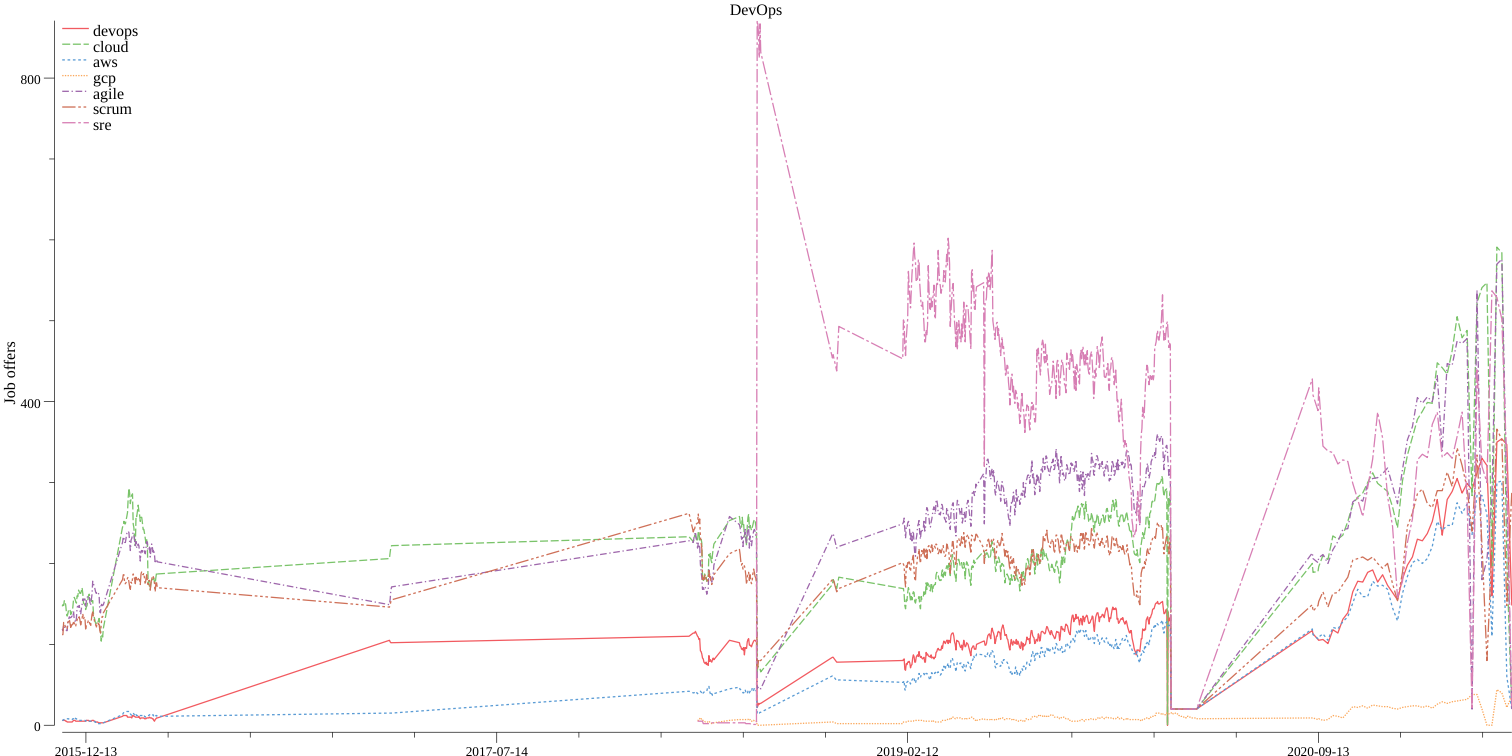 DevOps
devops
cloud
aws
gcp
agile
scrum
sre
Job offers
800
400
0
2015-12-13
2017-07-14
2019-02-12
2020-09-13